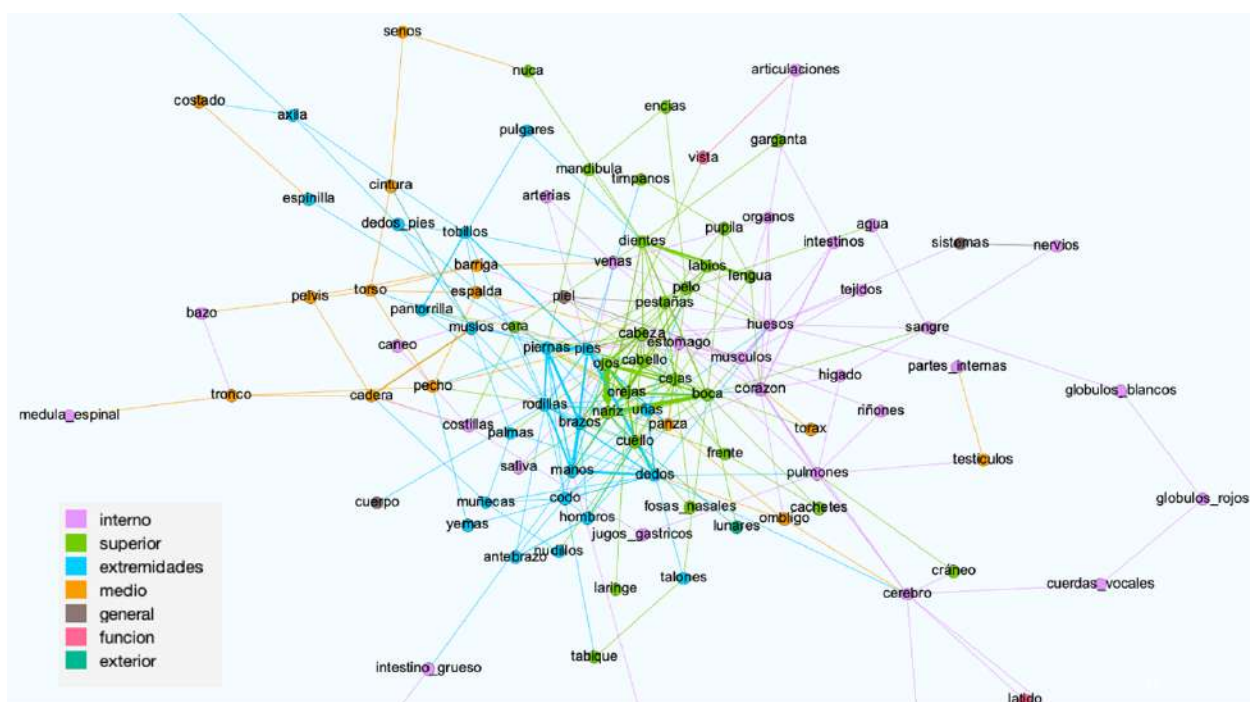 senos
nuca
articulaciones
costado
axila
encias
pulgares
garganta
vista
mandibula
timpanos
cintura
arterias
espinilla
dedos_pies
organos
agua
tobillos
pupila
dientes
intestinos
sistemas
nervios
venas
barriga
labios
lengua
pelo
espalda
torso
pelvis
piel
pestañas
tejidos
pantorrilla
bazo
muslos
cara
cabeza
huesos
sangre
caneo
piernas
pies
estomago
ojos
cabello
musculos
partes_internas
higado
cejas
pecho
tronco
cadera
orejas
boca
corazon
globulos_blancos
rodillas
nariz
uñas
medula_espinal
costillas
brazos
panza
riñones
palmas
torax
cuello
frente
saliva
manos
dedos
pulmones
testiculos
cuerpo
muñecas
codo
fosas_nasales
cachetes
globulos_rojos
yemas
hombros
lunares
ombligo
jugos_gastricos
antebrazo
nudillos
talones
cráneo
laringe
cerebro
cuerdas_vocales
tabique
intestino_grueso
latido
interno
superior
extremidades
medio
general
funcion
exterior